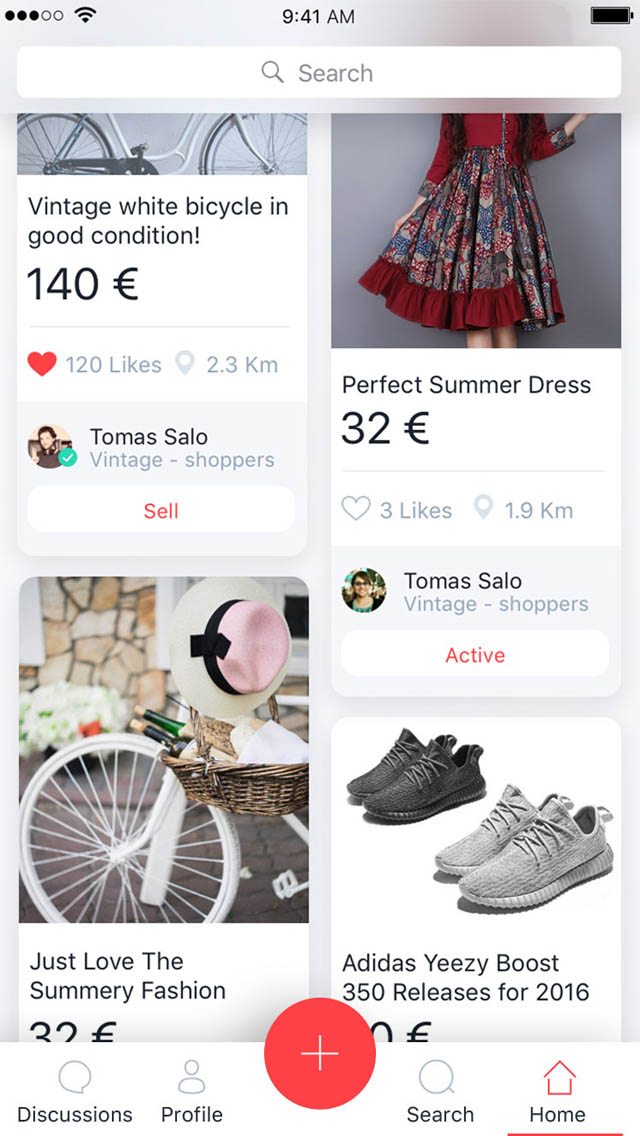 9:41 AM
Search
Vintage white bicycle in
good condition!
140 €
120 Likes
2.3 Km
Tomas Salo
Vintage - shoppers
Sell
Perfect Summer Dress
32 €
3 Likes
1.9 Km
Tomas Salo
Vintage - shoppers
Active
Just Love The
Summery Fashion
32 €
Adidas Yeezy Boost
350 Releases for 2016
0 €
Discussions
Profile
Search
Home